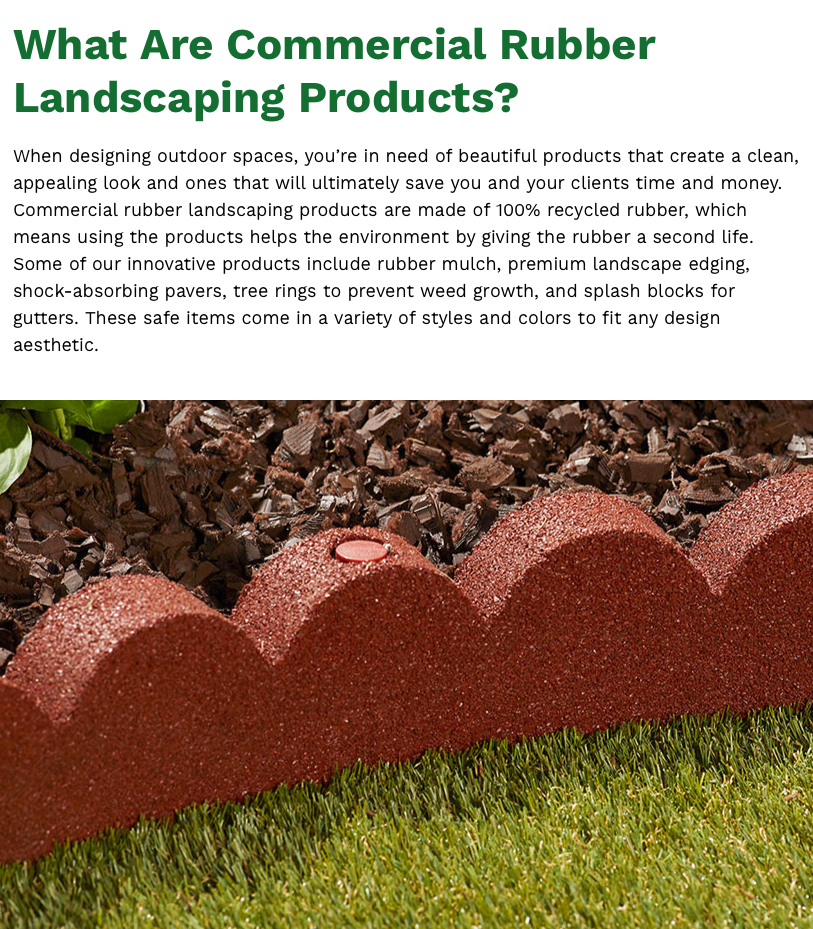 What Are Commercial Rubber
Landscaping Products?
When designing outdoor spaces, you’re in need of beautiful products that create a clean,
appealing look and ones that will ultimately save you and your clients time and money.
Commercial rubber landscaping products are made of 100% recycled rubber, which
means using the products helps the environment by giving the rubber a second life.
Some of our innovative products include rubber mulch, premium landscape edging,
shock-absorbing pavers, tree rings to prevent weed growth, and splash blocks for
gutters. These safe items come in a variety of styles and colors to fit any design
aesthetic.